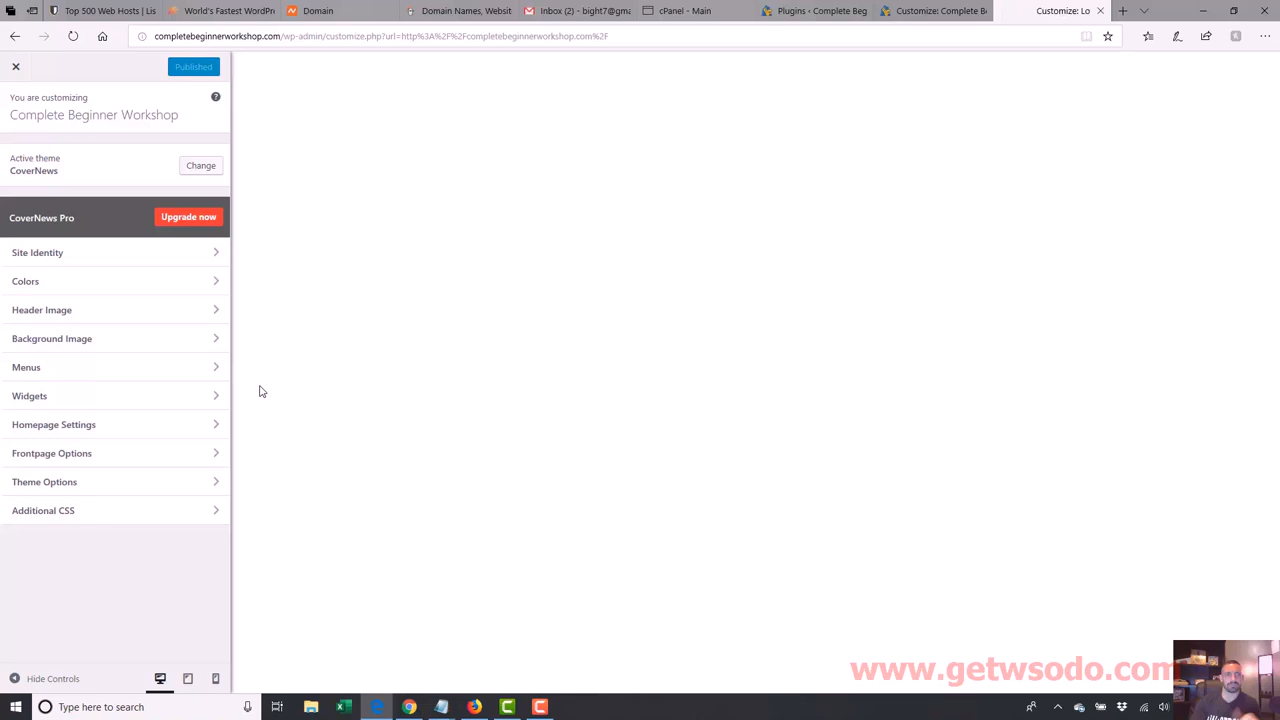 Top 500 Web Hosts | Lis
World's Fastest WordPr
Domain
Domain Names, Websit
Inbox (2) - bight7@gma
cPanel - Main
Plugins ‹ Complete Beg
Customize: Complete Be
Customize: Lo
completebeginnerworkshop.com/wp-admin/customize.php?url=http%3A%2F%2Fcompletebeginnerworkshop.com%2F
Published
You are customizing
Complete Beginner Workshop
Active theme
CoverNews
Change
CoverNews Pro
Upgrade now
Site Identity
Colors
Header Image
Background Image
Menus
Widgets
Homepage Settings
Frontpage Options
Theme Options
Additional CSS
Hide Controls
www.getwsodo.com
Type here to search